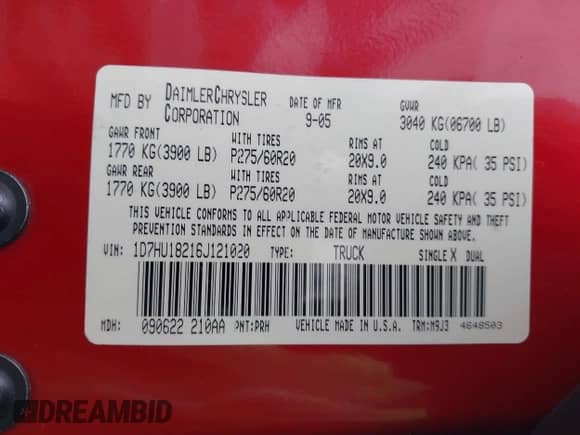 MFD BY DAIMLERCHRYSLER CORPORATION DATE OF MFR 9-05 GVWR 3040 KG(06700 LB)
GAWR FRONT WITH TIRES RIMS AT COLD
1770 KG(3900 LB) P275/60R20 20X9.0 240 KPA( 35 PSI)
GAWR REAR WITH TIRES RIMS AT COLD
1770 KG(3900 LB) P275/60R20 20X9.0 240 KPA( 35 PSI)
THIS VEHICLE CONFORMS TO ALL APPLICABLE FEDERAL MOTOR VEHICLE SAFETY AND THEFT
PREVENTION STANDARDS IN EFFECT ON THE DATE OF MANUFACTURE SHOWN ABOVE.
VIN: 1D7HU18216J121020 TYPE: TRUCK SINGLE X DUAL
MDH: 090622 210AA PNT:PRH VEHICLE MADE IN U.S.A. TRM:M9J3 4648503
DREAMBID